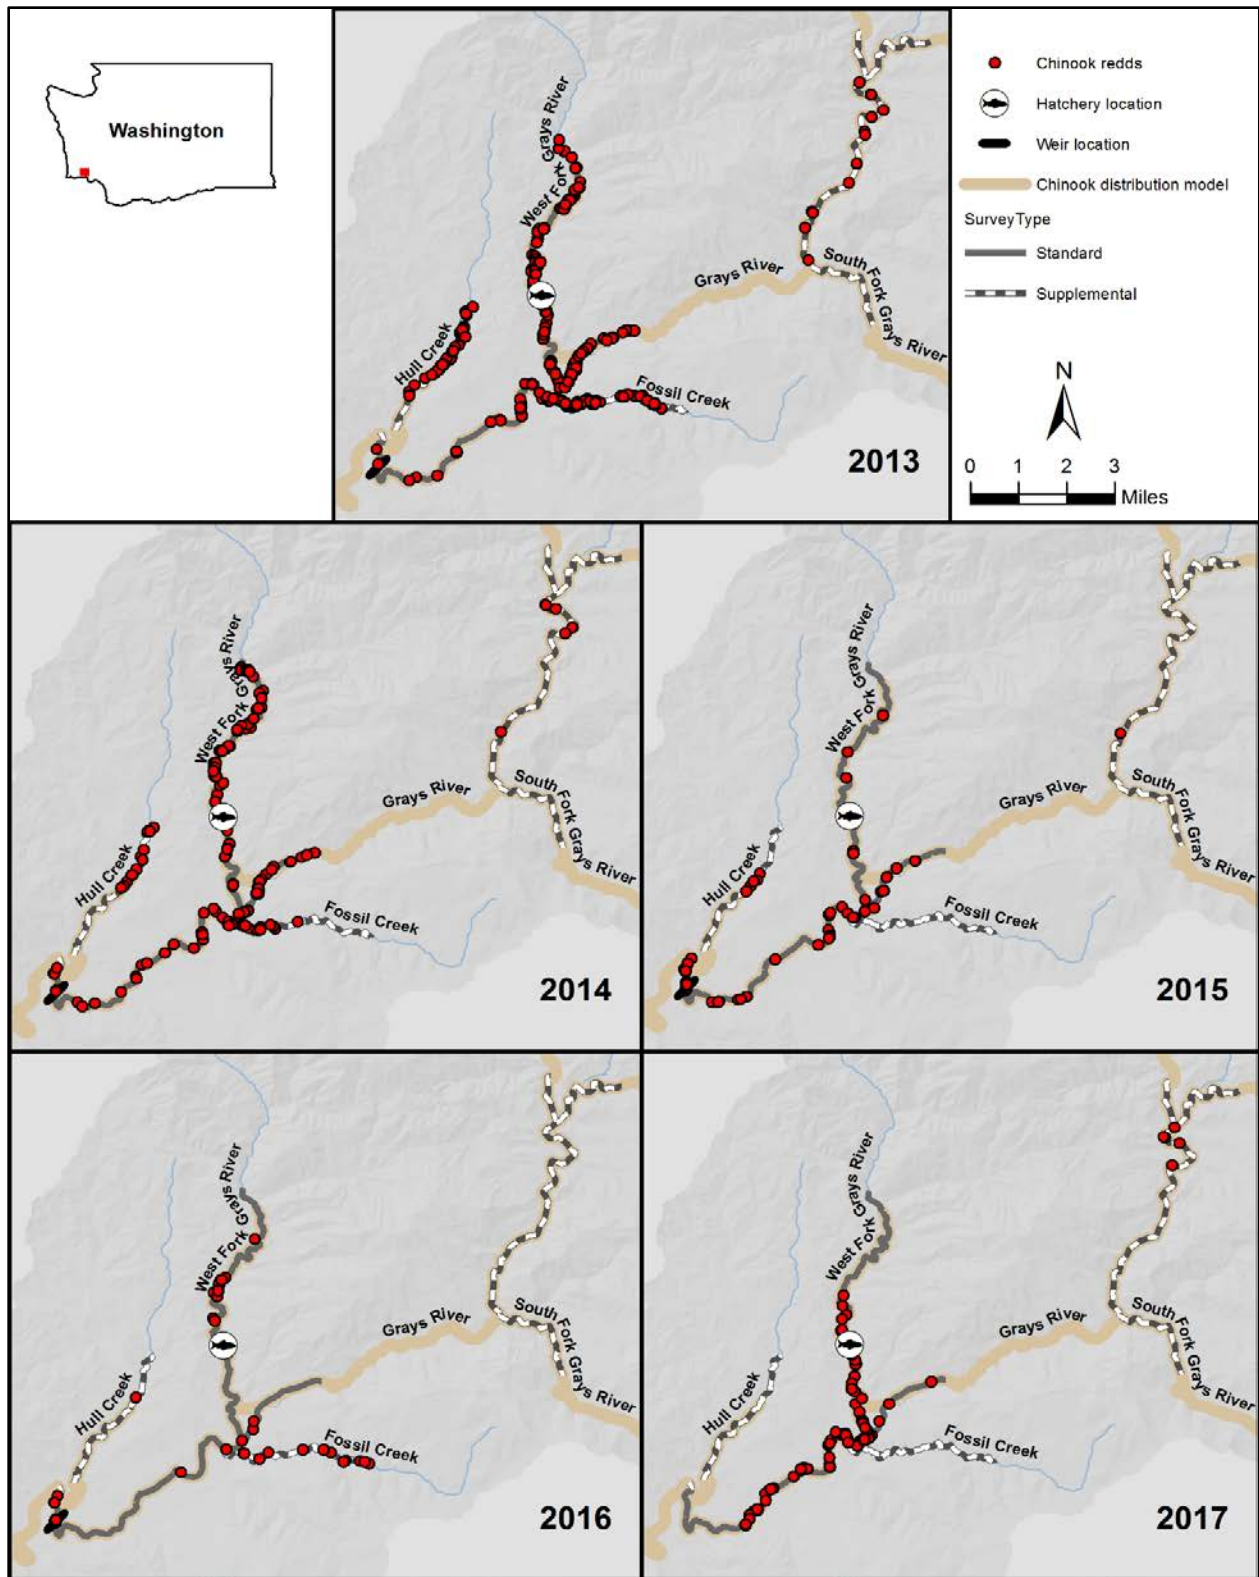 Washington
Grays River
West Fork
Hull Creek
Grays River
South Fork Grays River
Fossil Creek
2013
Chinook redds
Hatchery location
Weir location
Chinook distribution model
SurveyType
Standard
Supplemental
N
0 1 2 3
Miles
West Fork Grays River
Hull Creek
Grays River
South Fork Grays River
Fossil Creek
2014
West Fork Grays River
Hull Creek
Grays River
South Fork Grays River
Fossil Creek
2015
West Fork Grays River
Hull Creek
Grays River
South Fork Grays River
Fossil Creek
2016
West Fork Grays River
Hull Creek
Grays River
South Fork Grays River
Fossil Creek
2017